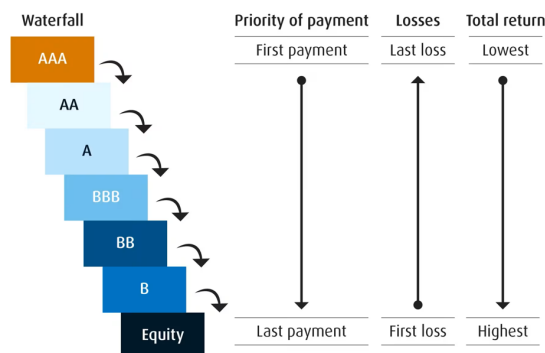 Waterfall
Priority of payment
Losses
Total return
First payment
Last loss
Lowest
AAA
AA
A
BBB
BB
B
Equity
Last payment
First loss
Highest